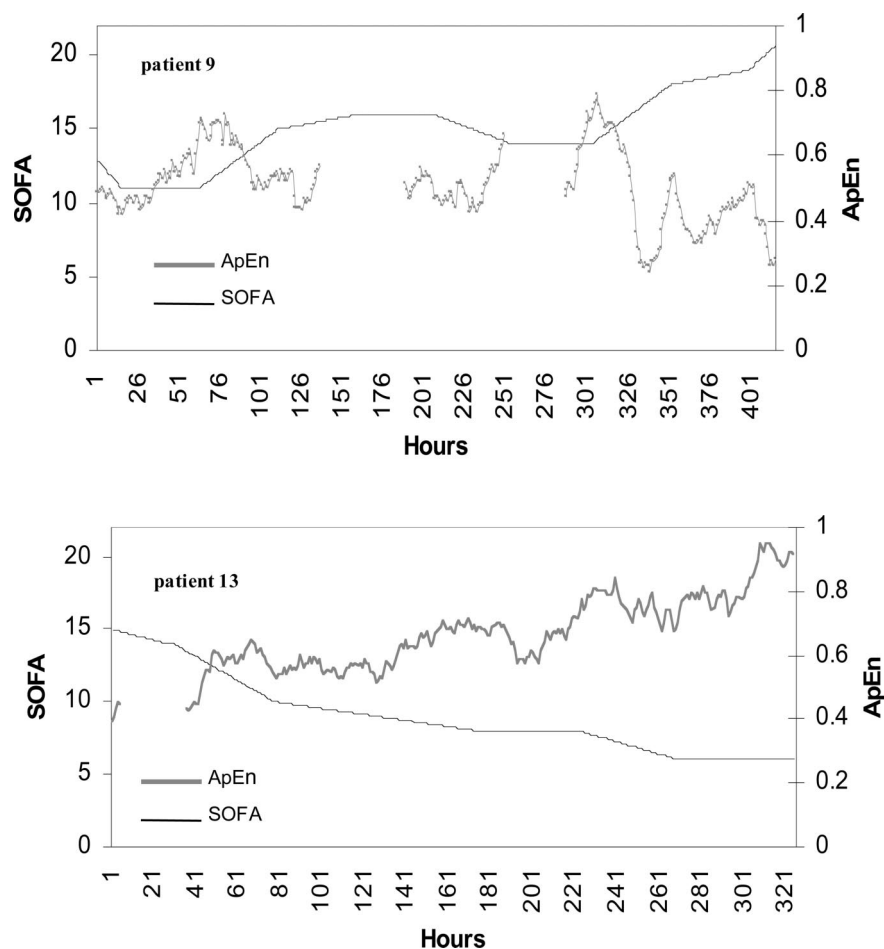 patient 9
SOFA
20
15
10
5
0
1
0.8
0.6
0.4
0.2
0
ApEn
ApEn
SOFA
1 26 51 76 101 126 151 176 201 226 251 276 301 326 351 376 401
Hours
patient 13
SOFA
20
15
10
5
0
1
0.8
0.6
0.4
0.2
0
ApEn
ApEn
SOFA
1 21 41 61 81 101 121 141 161 181 201 221 241 261 281 301 321
Hours